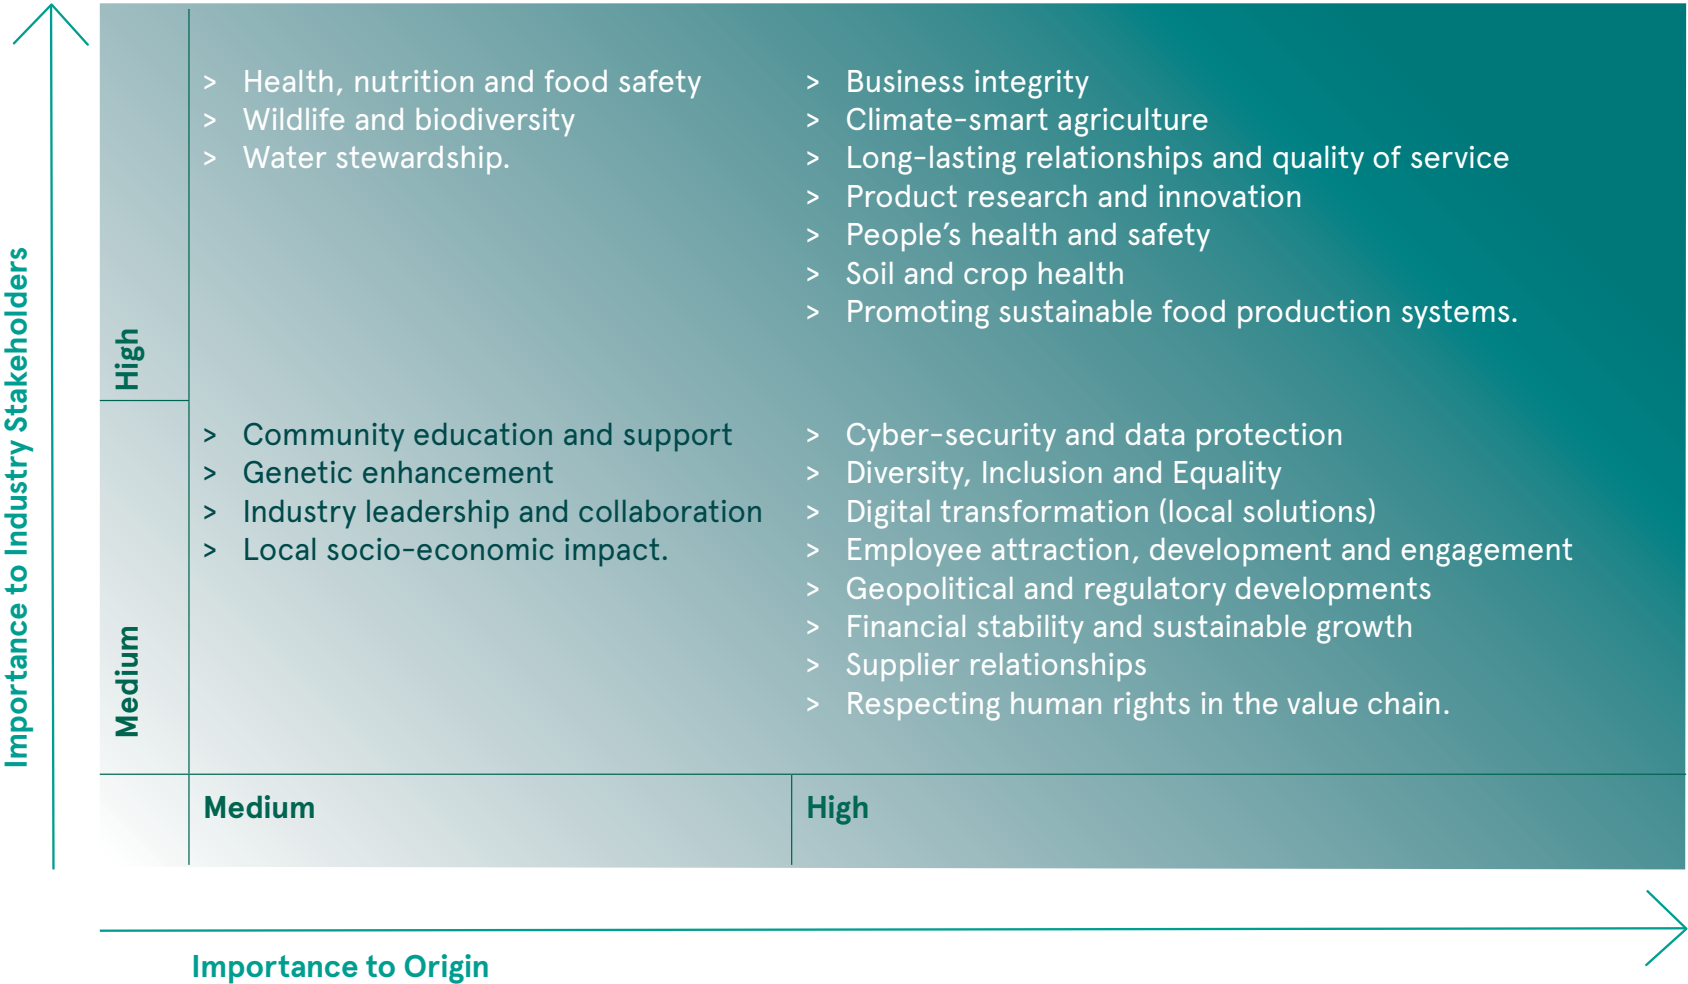 Importance to Industry Stakeholders
High
> Health, nutrition and food safety
> Wildlife and biodiversity
> Water stewardship.
> Business integrity
> Climate-smart agriculture
> Long-lasting relationships and quality of service
> Product research and innovation
> People’s health and safety
> Soil and crop health
> Promoting sustainable food production systems.
Medium
> Community education and support
> Genetic enhancement
> Industry leadership and collaboration
> Local socio-economic impact.
> Cyber-security and data protection
> Diversity, Inclusion and Equality
> Digital transformation (local solutions)
> Employee attraction, development and engagement
> Geopolitical and regulatory developments
> Financial stability and sustainable growth
> Supplier relationships
> Respecting human rights in the value chain.
Medium
High
Importance to Origin